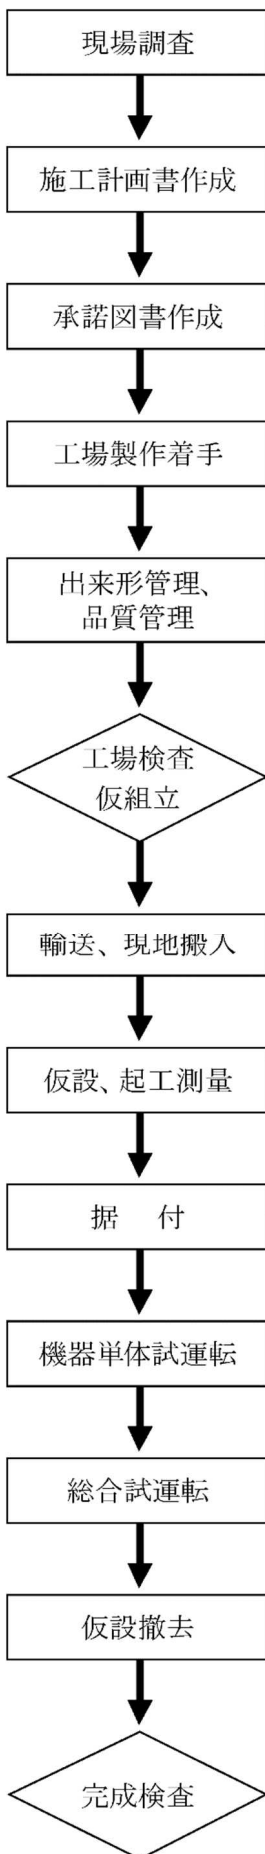 現場調査
施工計画書作成
承諾図書作成
工場製作着手
出来形管理、
品質管理
工場検査
仮組立
輸送、現地搬入
仮設、起工測量
据　付
機器単体試運転
総合試運転
仮設撤去
完成検査